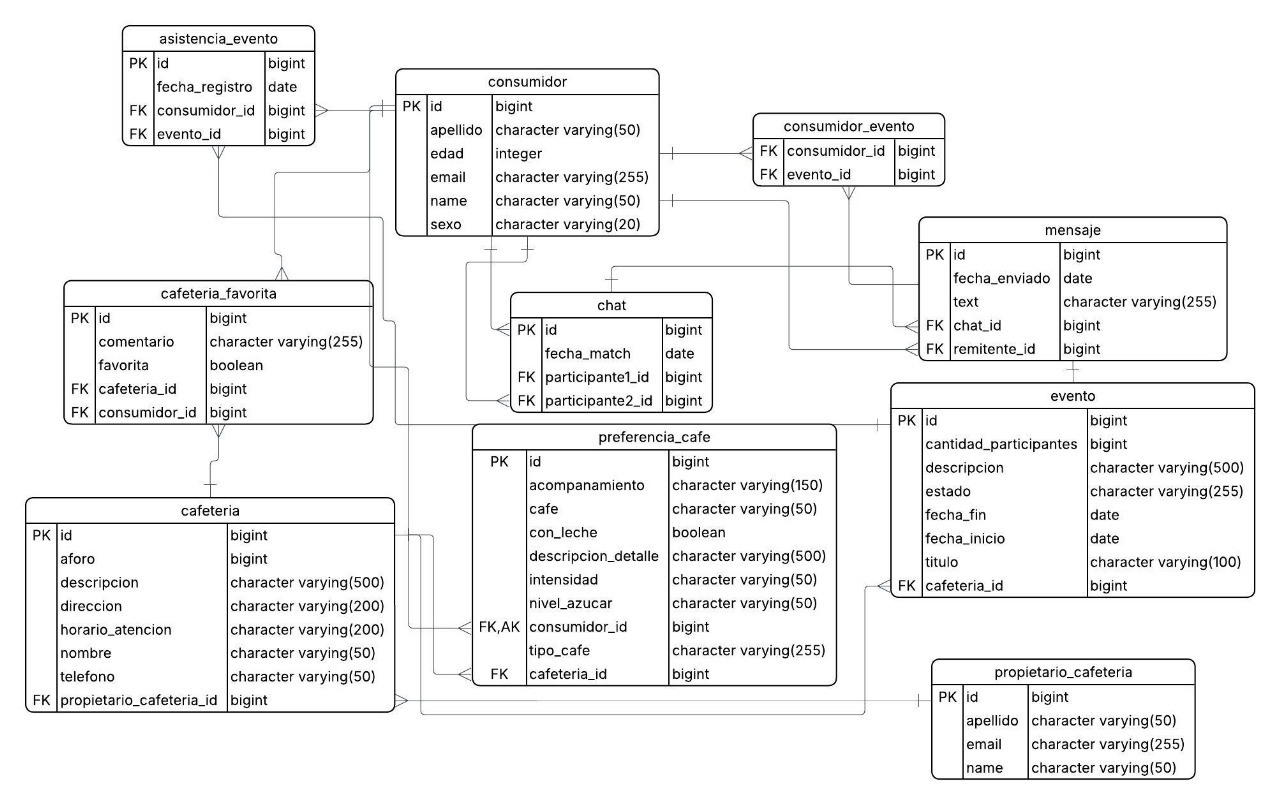 asistencia_evento
PK id bigint
fecha_registro date
FK consumidor_id bigint
FK evento_id bigint
consumidor
PK id bigint
apellido character varying(50)
edad integer
email character varying(255)
name character varying(50)
sexo character varying(20)
consumidor_evento
FK consumidor_id bigint
FK evento_id bigint
mensaje
PK id bigint
fecha_enviado date
text character varying(255)
FK chat_id bigint
FK remitente_id bigint
cafeteria_favorita
PK id bigint
comentario character varying(255)
favorita boolean
FK cafeteria_id bigint
FK consumidor_id bigint
chat
PK id bigint
fecha_match date
FK participante1_id bigint
FK participante2_id bigint
evento
PK id bigint
cantidad_participantes bigint
descripcion character varying(500)
estado character varying(255)
fecha_fin date
fecha_inicio date
titulo character varying(100)
FK cafeteria_id bigint
preferencia_cafe
PK id bigint
acompanamiento character varying(150)
cafe character varying(50)
con_leche boolean
descripcion_detalle character varying(500)
intensidad character varying(50)
nivel_azucar character varying(50)
FK,AK consumidor_id bigint
tipo_cafe character varying(255)
FK cafeteria_id bigint
cafeteria
PK id bigint
aforo bigint
descripcion character varying(500)
direccion character varying(200)
horario_atencion character varying(200)
nombre character varying(50)
telefono character varying(50)
FK propietario_cafeteria_id bigint
propietario_cafeteria
PK id bigint
apellido character varying(50)
email character varying(255)
name character varying(50)